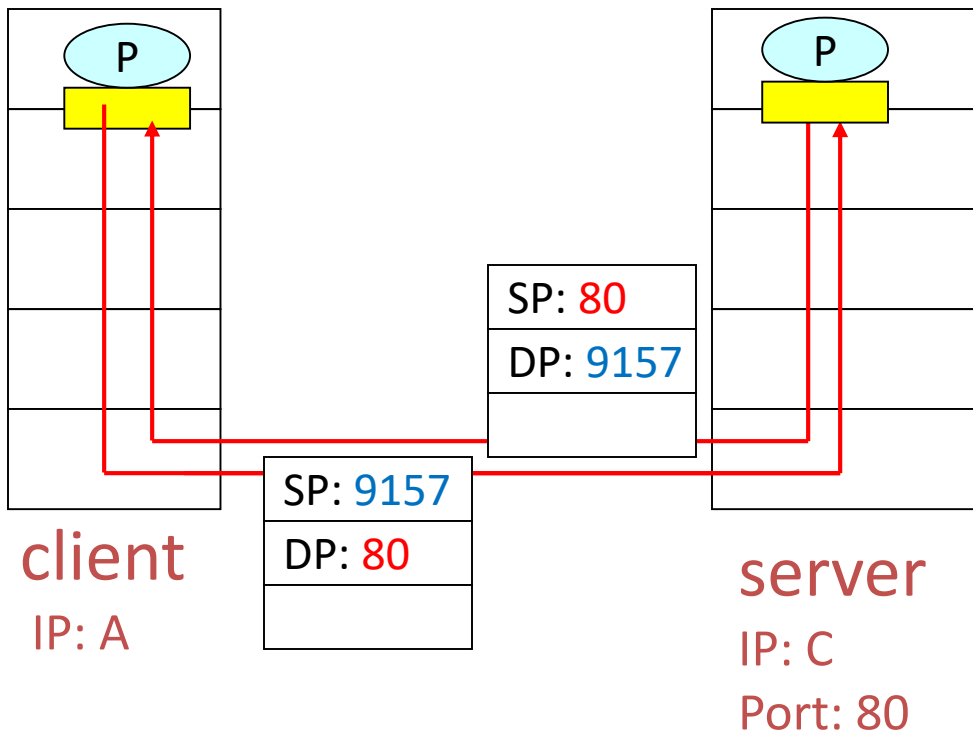 P
P
SP: 80
DP: 9157
SP: 9157
DP: 80
client
IP: A
server
IP: C
Port: 80